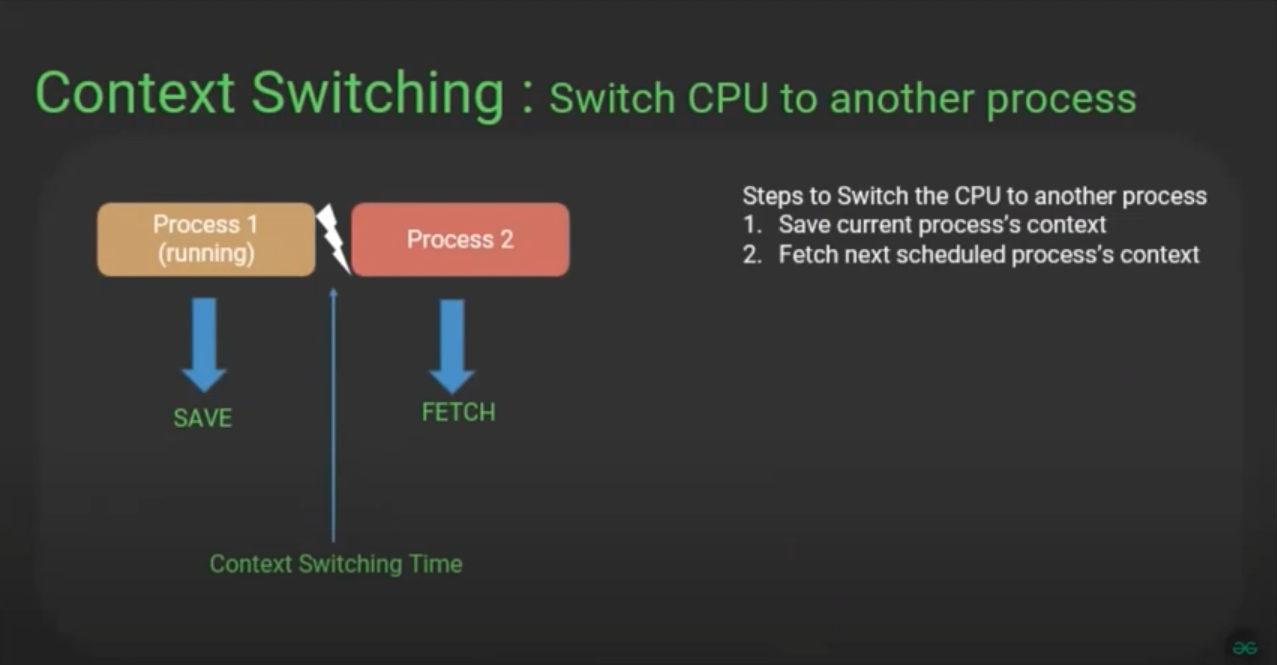 Context Switching : Switch CPU to another process
Steps to Switch the CPU to another process
1. Save current process's context
2. Fetch next scheduled process's context
Process 1
(running)
Process 2
SAVE
FETCH
Context Switching Time